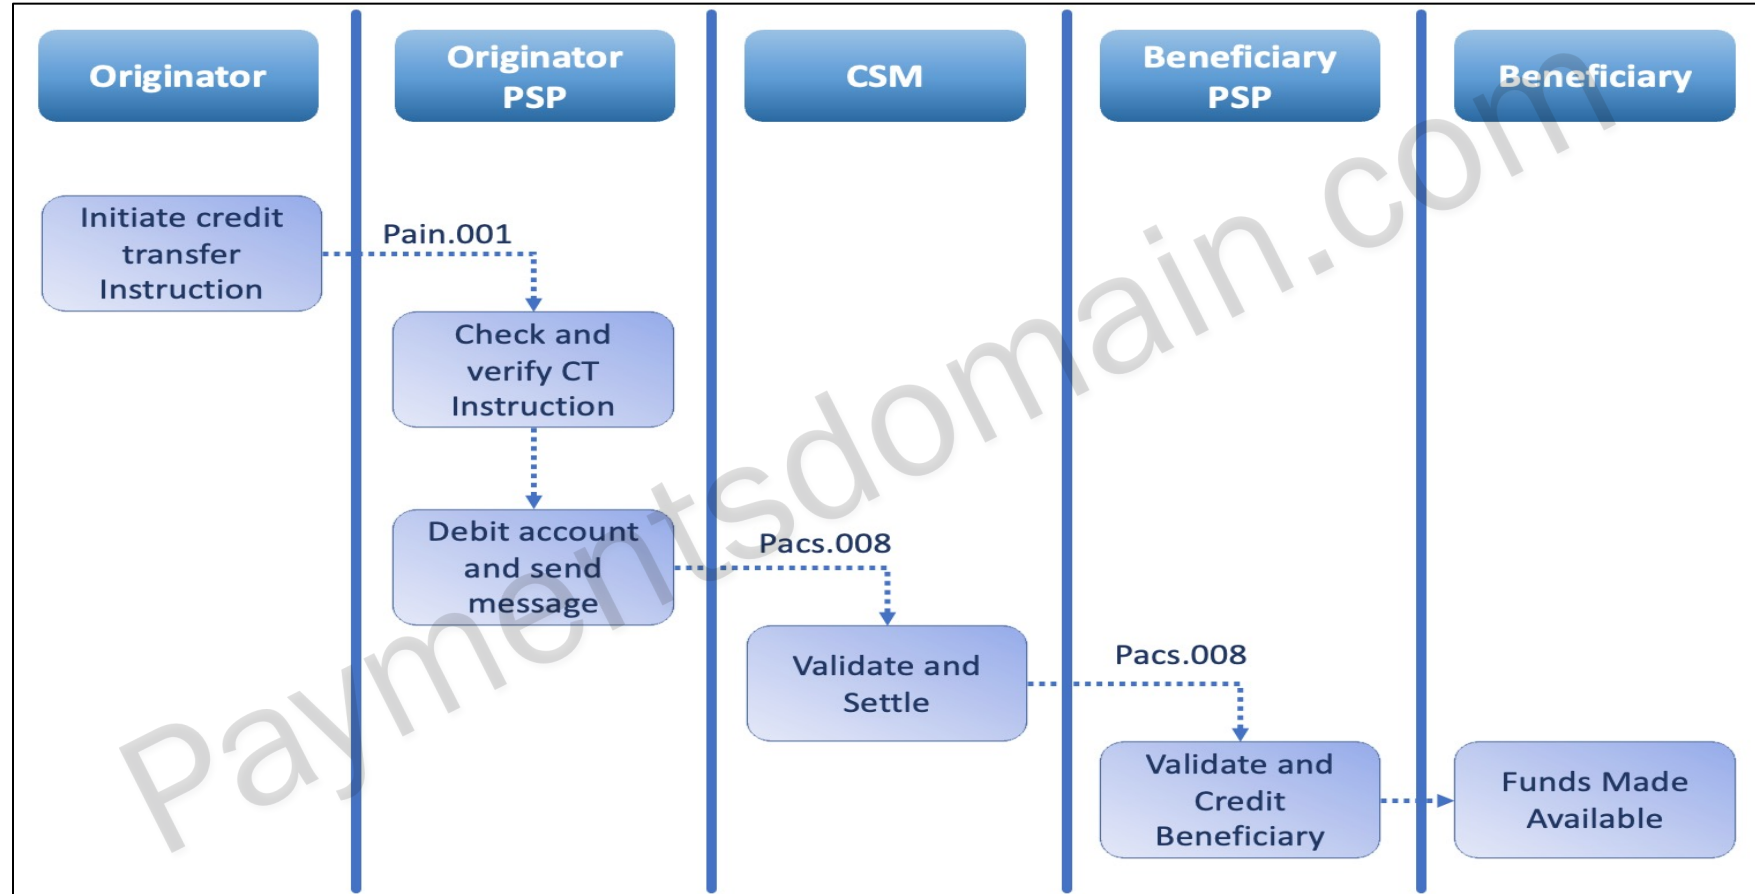 Originator
Originator
PSP
CSM
Beneficiary
PSP
Beneficiary
Initiate credit
transfer
Instruction
Pain.001
Check and
verify CT
Instruction
Debit account
and send
message
Pacs.008
Validate and
Settle
Pacs.008
Validate and
Credit
Beneficiary
Funds Made
Available
Paymentsdomain.com